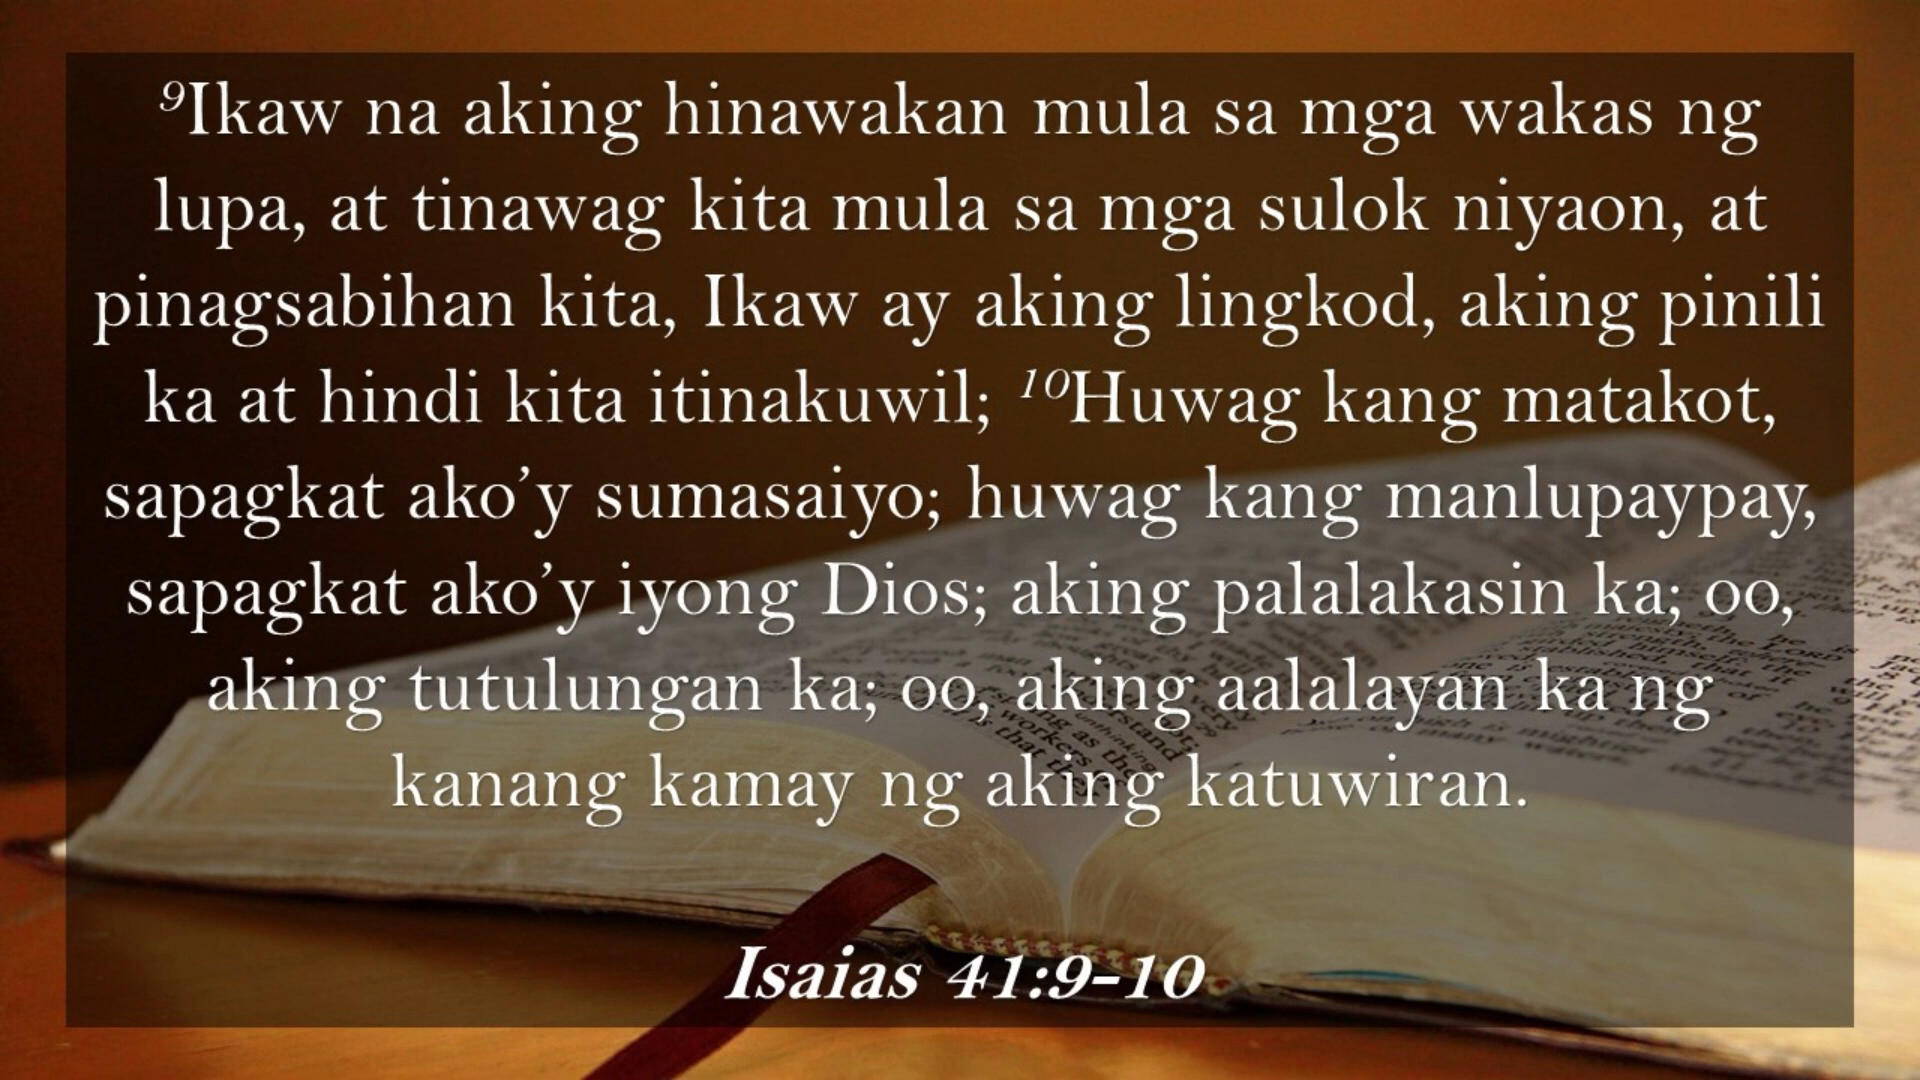 ⁹Ikaw na aking hinawakan mula sa mga wakas ng
lupa, at tinawag kita mula sa mga sulok niyaon, at
pinagsabihan kita, Ikaw ay aking lingkod, aking pinili
ka at hindi kita itinakuwil; ¹⁰Huwag kang matakot,
sapagkat ako’y sumasaiyo; huwag kang manlupaypay,
sapagkat ako’y iyong Dios; aking palalakasin ka; oo,
aking tutulungan ka; oo, aking aalalayan ka ng
kanang kamay ng aking katuwiran.
Isaias 41:9-10